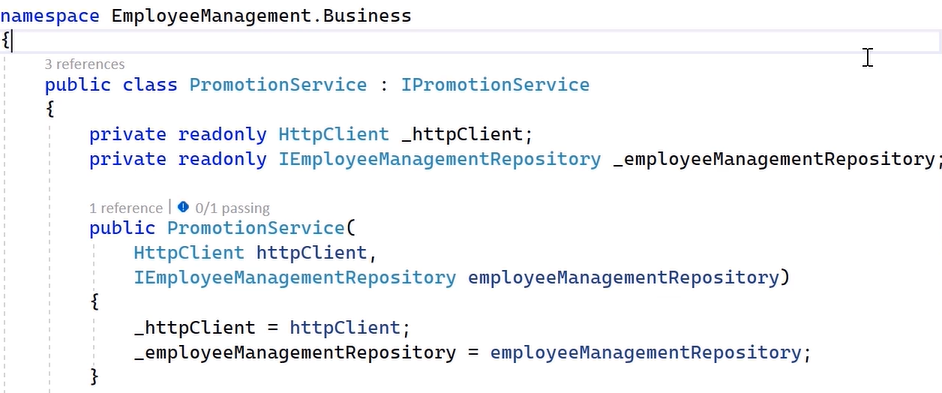 namespace EmployeeManagement.Business
{
3 references
public class PromotionService : IPromotionService
{
private readonly HttpClient _httpClient;
private readonly IEmployeeManagementRepository _employeeManagementRepository;
1 reference | 0/1 passing
public PromotionService(
HttpClient httpClient,
IEmployeeManagementRepository employeeManagementRepository)
{
_httpClient = httpClient;
_employeeManagementRepository = employeeManagementRepository;
}